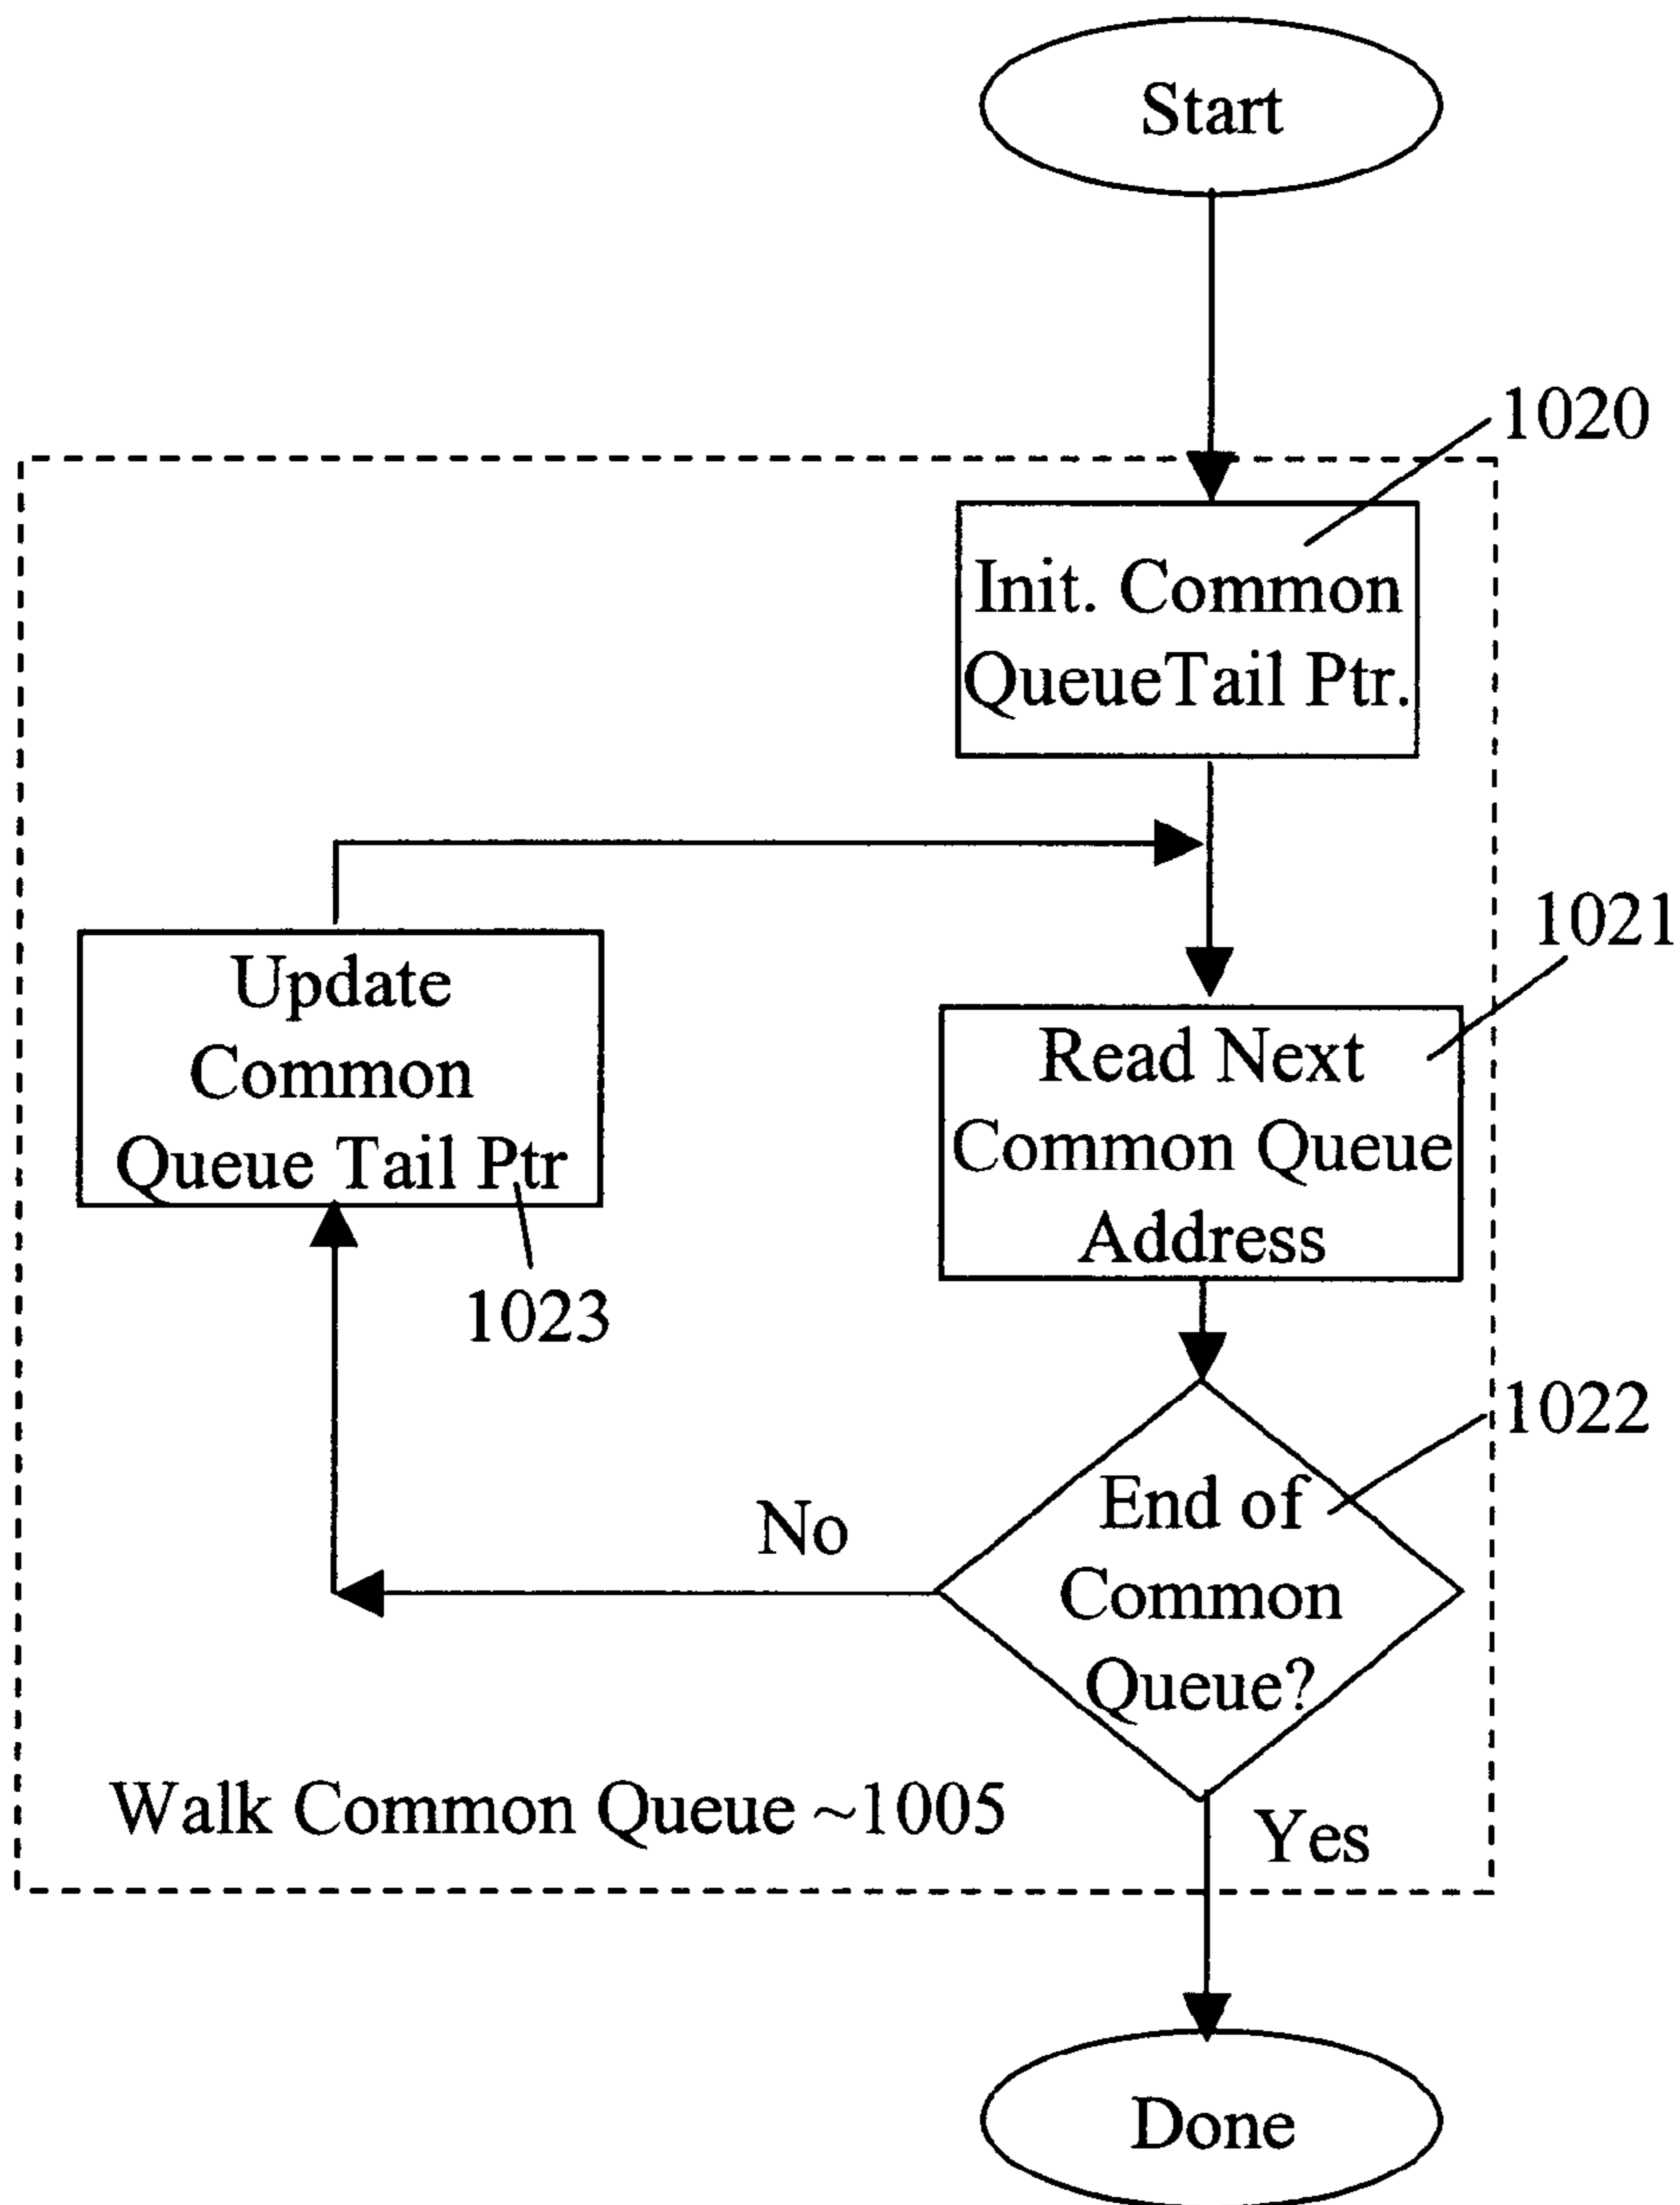 Start
1020
Init. Common
QueueTail Ptr.
1021
Update
Common
Queue Tail Ptr
1023
Read Next
Common Queue
Address
1022
End of
Common
Queue?
No
Walk Common Queue ~1005
Yes
Done